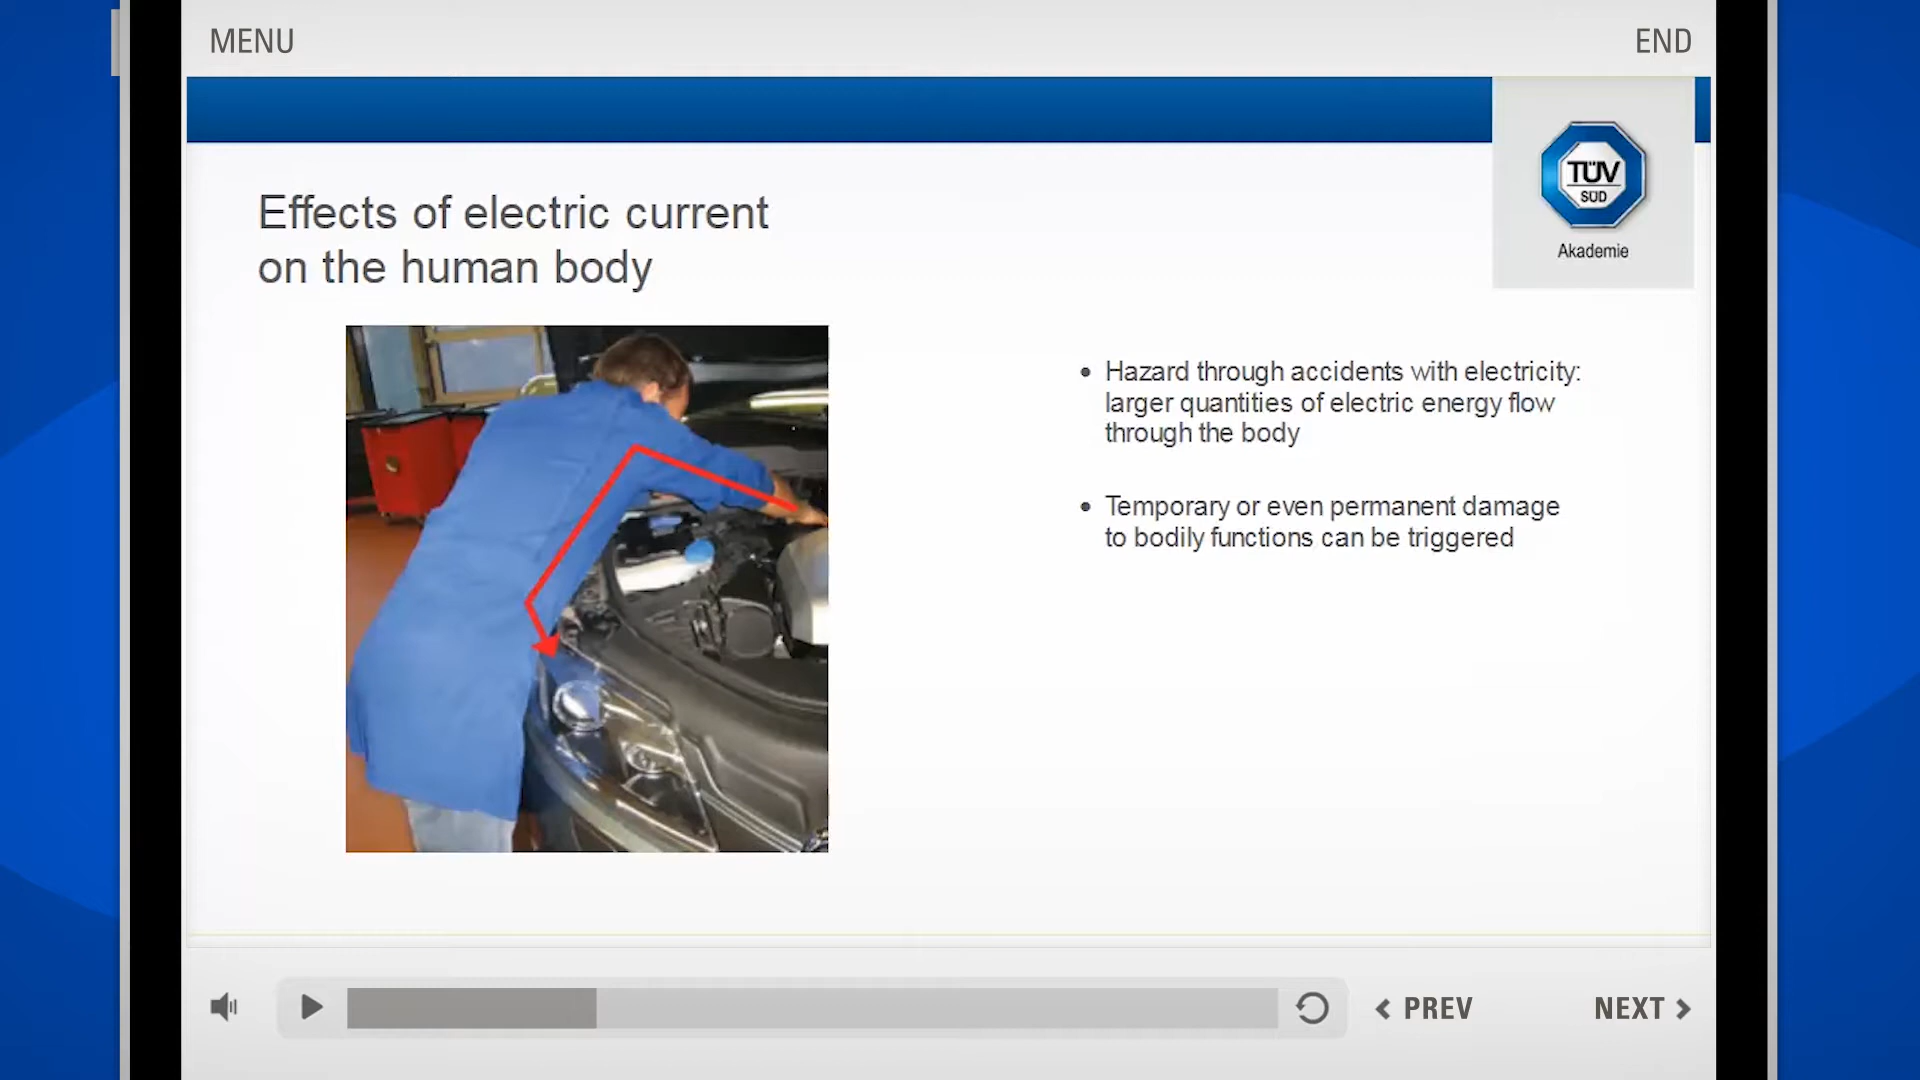 MENU
END
TÜV
SÜD
Akademie
Effects of electric current
on the human body
• Hazard through accidents with electricity:
larger quantities of electric energy flow
through the body
• Temporary or even permanent damage
to bodily functions can be triggered
PREV
NEXT